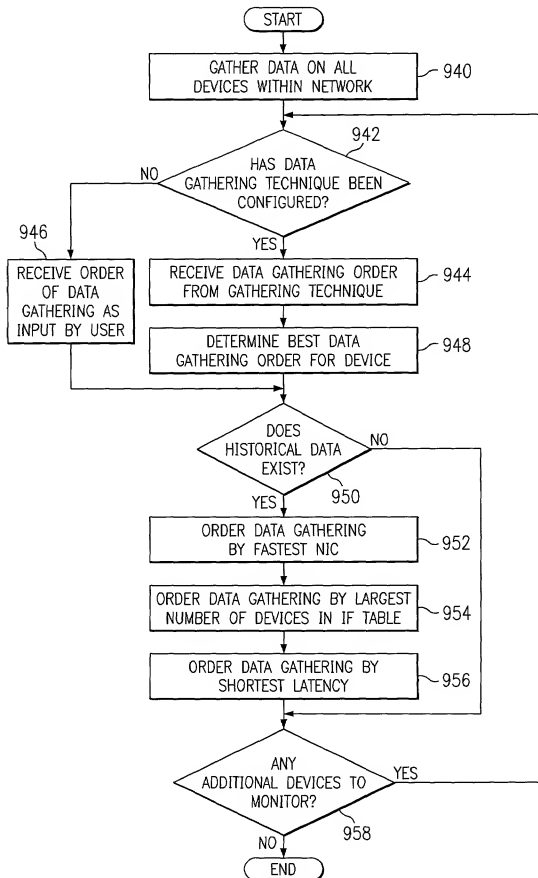 START
GATHER DATA ON ALL
DEVICES WITHIN NETWORK
940
942
HAS DATA
GATHERING TECHNIQUE BEEN
CONFIGURED?
NO
YES
946
RECEIVE ORDER
OF DATA
GATHERING AS
INPUT BY USER
RECEIVE DATA GATHERING ORDER
FROM GATHERING TECHNIQUE
944
DETERMINE BEST DATA
GATHERING ORDER FOR DEVICE
948
DOES
HISTORICAL DATA
EXIST?
NO
950
YES
ORDER DATA GATHERING
BY FASTEST NIC
952
ORDER DATA GATHERING BY LARGEST
NUMBER OF DEVICES IN IF TABLE
954
ORDER DATA GATHERING BY
SHORTEST LATENCY
956
ANY
ADDITIONAL DEVICES TO
MONITOR?
YES
958
NO
END